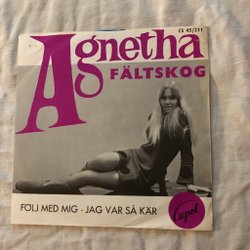 CS 45/211
Agnetha
FÄLTSKOG
FÖLJ MED MIG - JAG VAR SÅ KÄR
Cupol